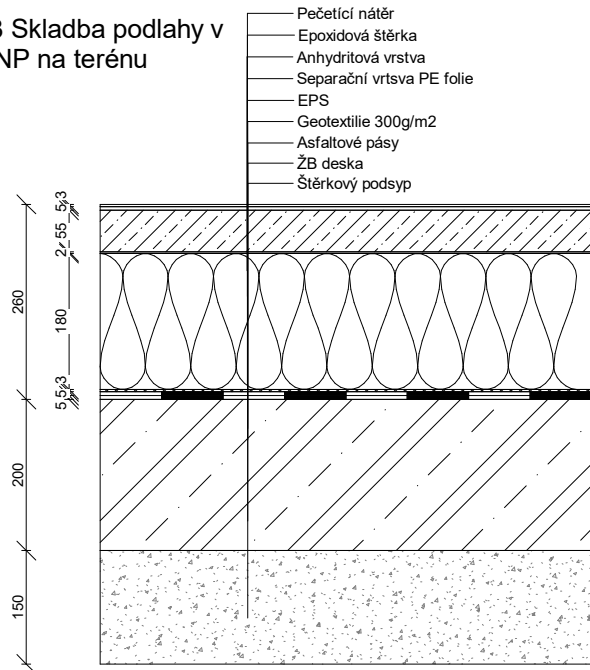 B Skladba podlahy v
NP na terénu
Pečetící nátěr
Epoxidová štěrka
Anhydritová vrstva
Separační vrtsva PE folie
EPS
Geotextilie 300g/m2
Asfaltové pásy
ŽB deska
Štěrkový podsyp
5 3
55
2
180
5 5 3
260
200
150